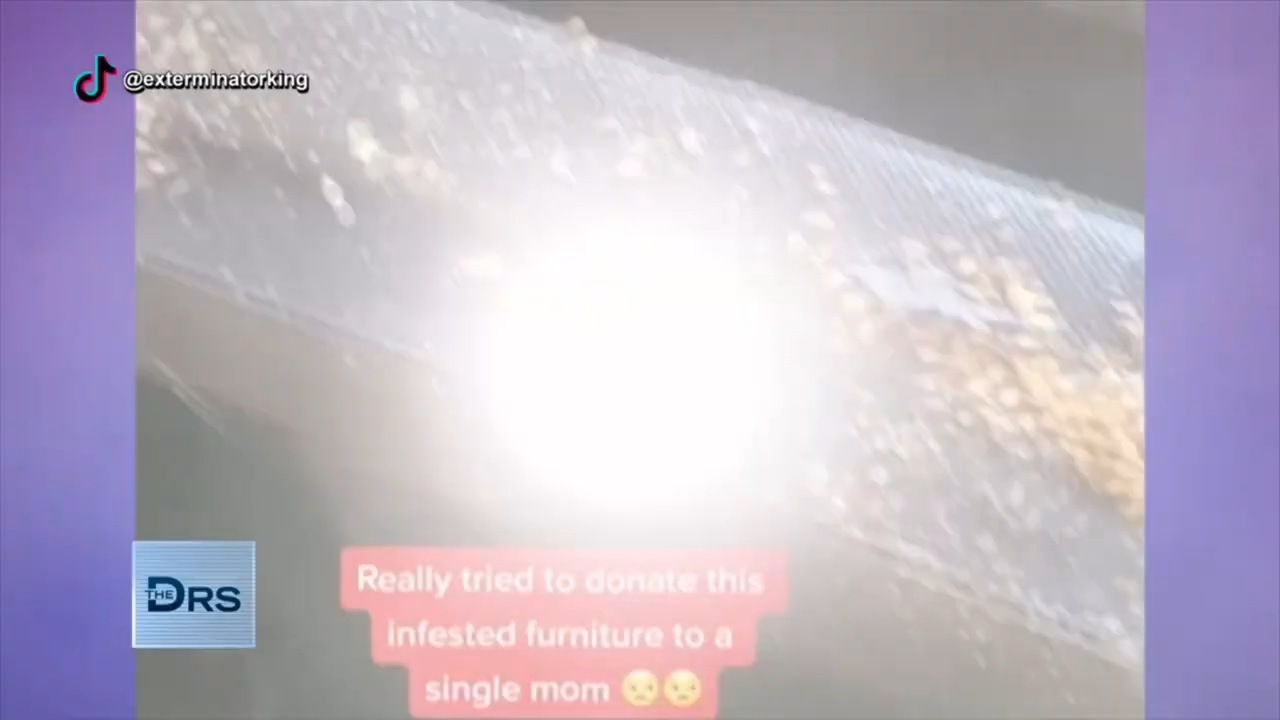 @exterminatorking
THE DRS
Really tried to donate this
infested furniture to a
single mom 😒😒